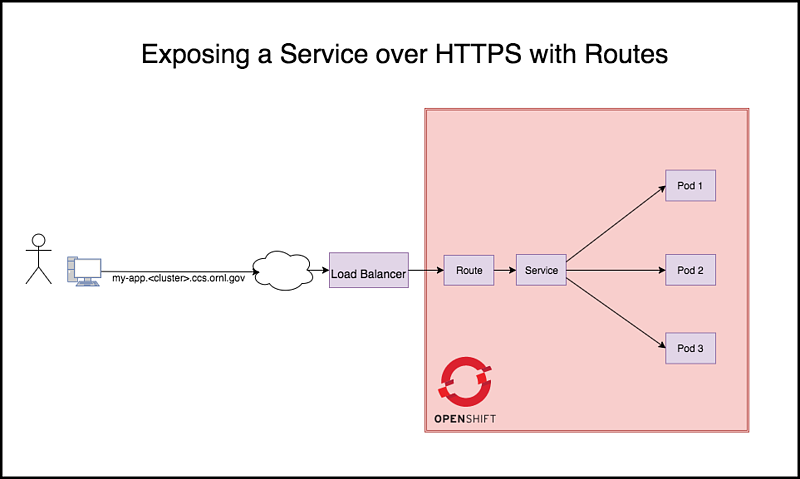 Exposing a Service over HTTPS with Routes
my-app.<cluster>.ccs.ornl.gov
Load Balancer
Route
Service
Pod 1
Pod 2
Pod 3
OPENSHIFT